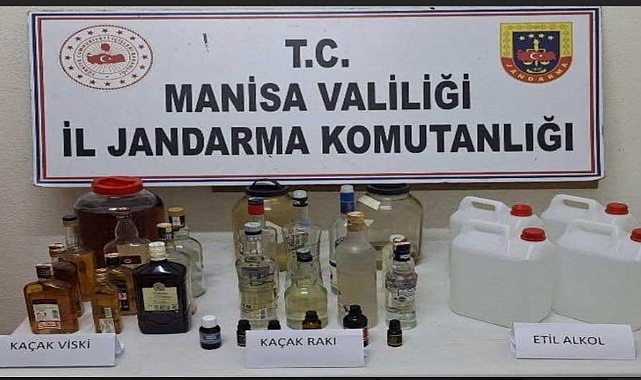 T.C.
MANİSA VALİLİĞİ
İL JANDARMA KOMUTANLIĞI
JANDARMA
KAÇAK VİSKİ
KAÇAK RAKI
ETİL ALKOL